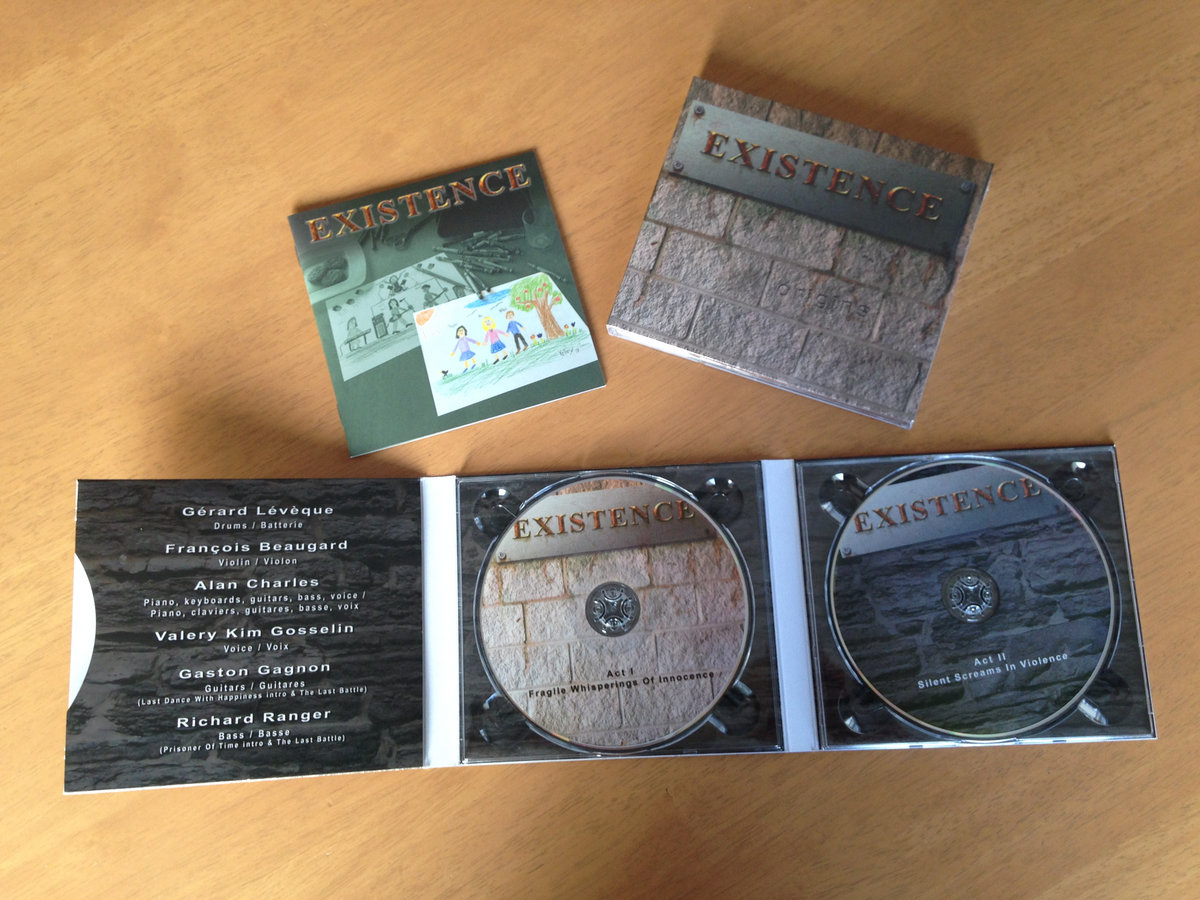 EXISTENCE
EXISTENCE
Origins
Gérard Lévèque
Drums / Batterie
François Beaugard
Violin / Violon
Alan Charles
Piano, keyboards, guitars, bass, voice /
Piano, claviers, guitares, basse, voix
Valery Kim Gosselin
Voice / Voix
Gaston Gagnon
Guitars / Guitares
(Last Dance With Happiness intro & The Last Battle)
Richard Ranger
Bass / Basse
(Prisoner Of Time intro & The Last Battle)
EXISTENCE
Act I
Fragile Whisperings Of Innocence
EXISTENCE
Act II
Silent Screams In Violence